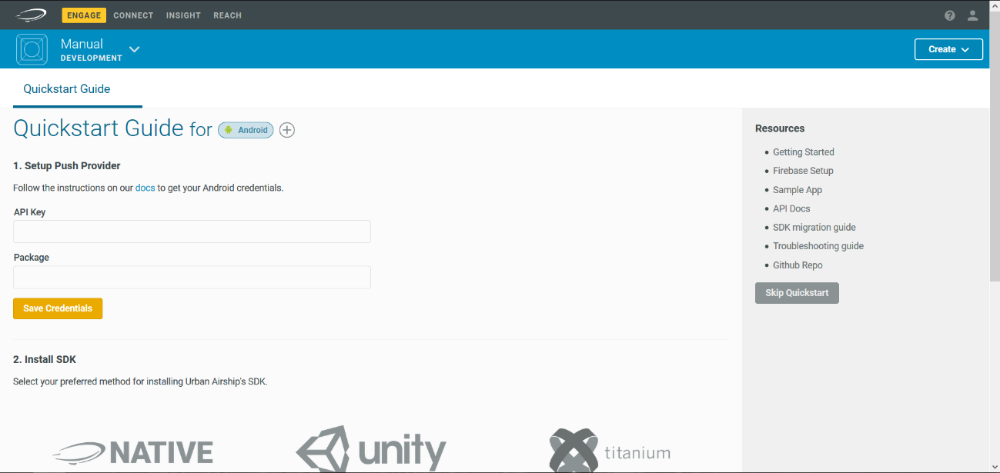 ENGAGE CONNECT INSIGHT REACH
Manual
DEVELOPMENT
Create
Quickstart Guide
Quickstart Guide for Android
1. Setup Push Provider
Follow the instructions on our docs to get your Android credentials.
API Key
Package
Save Credentials
2. Install SDK
Select your preferred method for installing Urban Airship's SDK.
NATIVE unity titanium
Resources
Getting Started
Firebase Setup
Sample App
API Docs
SDK migration guide
Troubleshooting guide
Github Repo
Skip Quickstart